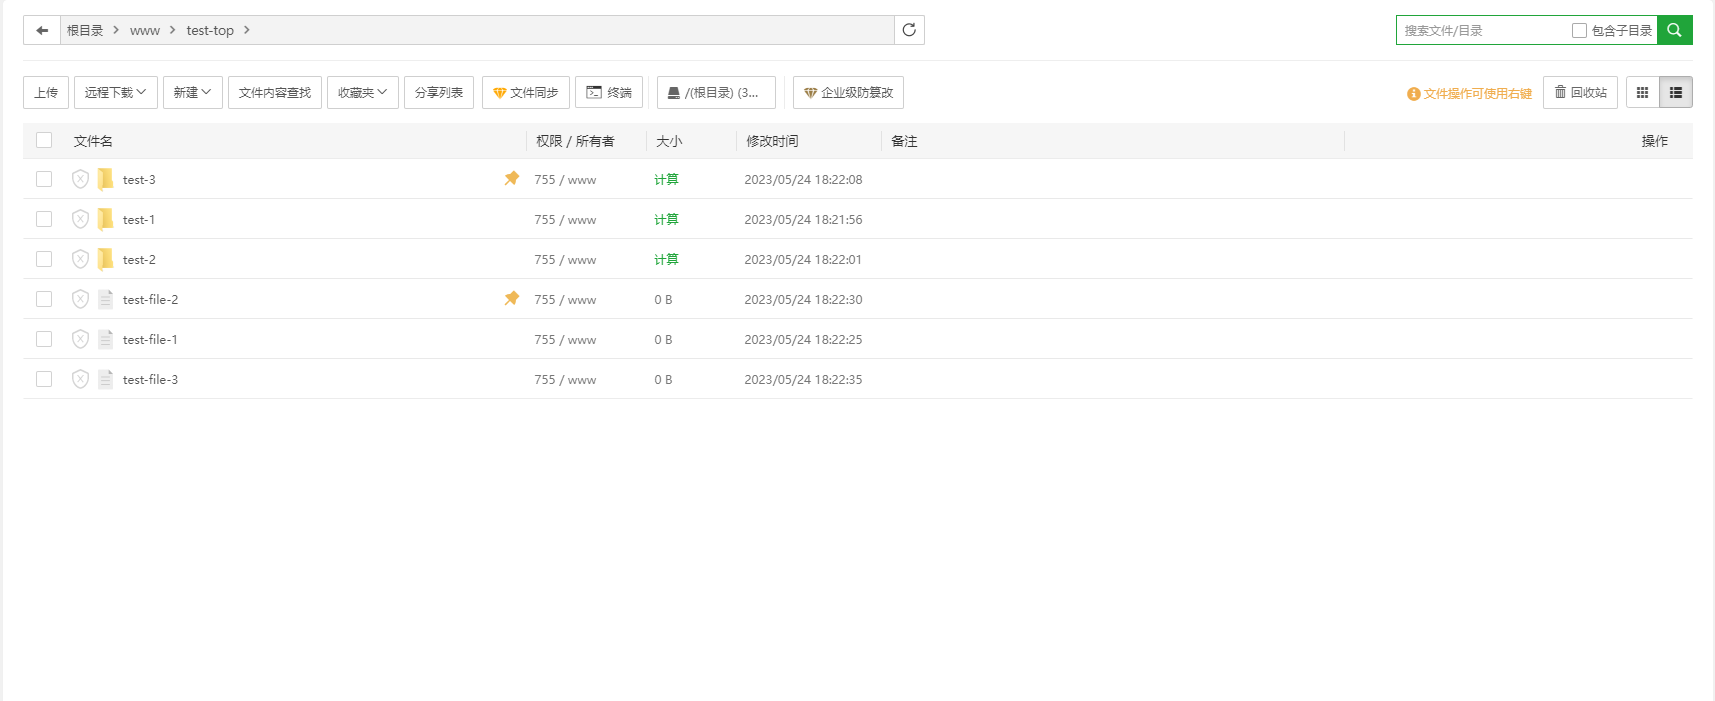 根目录 > www > test-top >
搜索文件/目录 包含子目录
上传 远程下载 新建 文件内容查找 收藏夹 分享列表 文件同步 终端 /(根目录) (3... 企业级防篡改 文件操作可使用右键 回收站
文件名 权限 / 所有者 大小 修改时间 备注 操作
test-3 755 / www 计算 2023/05/24 18:22:08
test-1 755 / www 计算 2023/05/24 18:21:56
test-2 755 / www 计算 2023/05/24 18:22:01
test-file-2 755 / www 0 B 2023/05/24 18:22:30
test-file-1 755 / www 0 B 2023/05/24 18:22:25
test-file-3 755 / www 0 B 2023/05/24 18:22:35